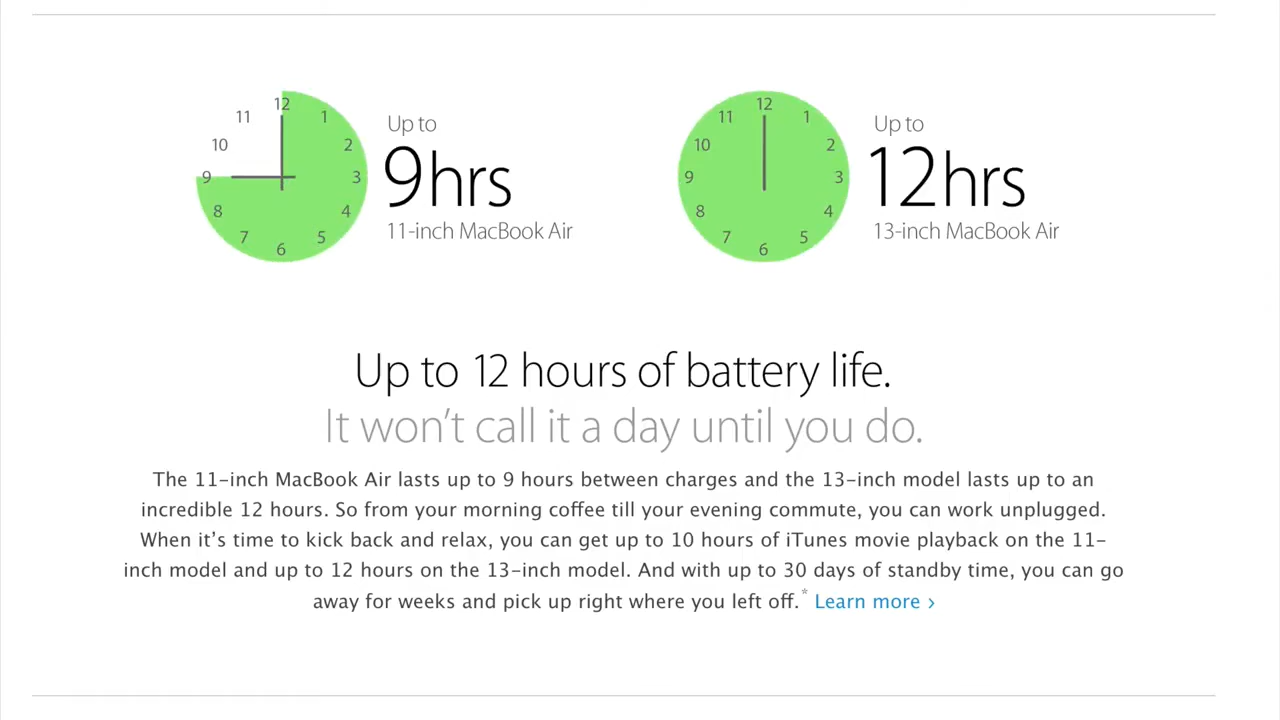 12
11
1
10
2
9
3
8
4
7
5
6
Up to
9hrs
11-inch MacBook Air
12
11
1
10
2
9
3
8
4
7
5
6
Up to
12hrs
13-inch MacBook Air
Up to 12 hours of battery life.
It won't call it a day until you do.
The 11-inch MacBook Air lasts up to 9 hours between charges and the 13-inch model lasts up to an
incredible 12 hours. So from your morning coffee till your evening commute, you can work unplugged.
When it's time to kick back and relax, you can get up to 10 hours of iTunes movie playback on the 11-
inch model and up to 12 hours on the 13-inch model. And with up to 30 days of standby time, you can go
away for weeks and pick up right where you left off.* Learn more ›